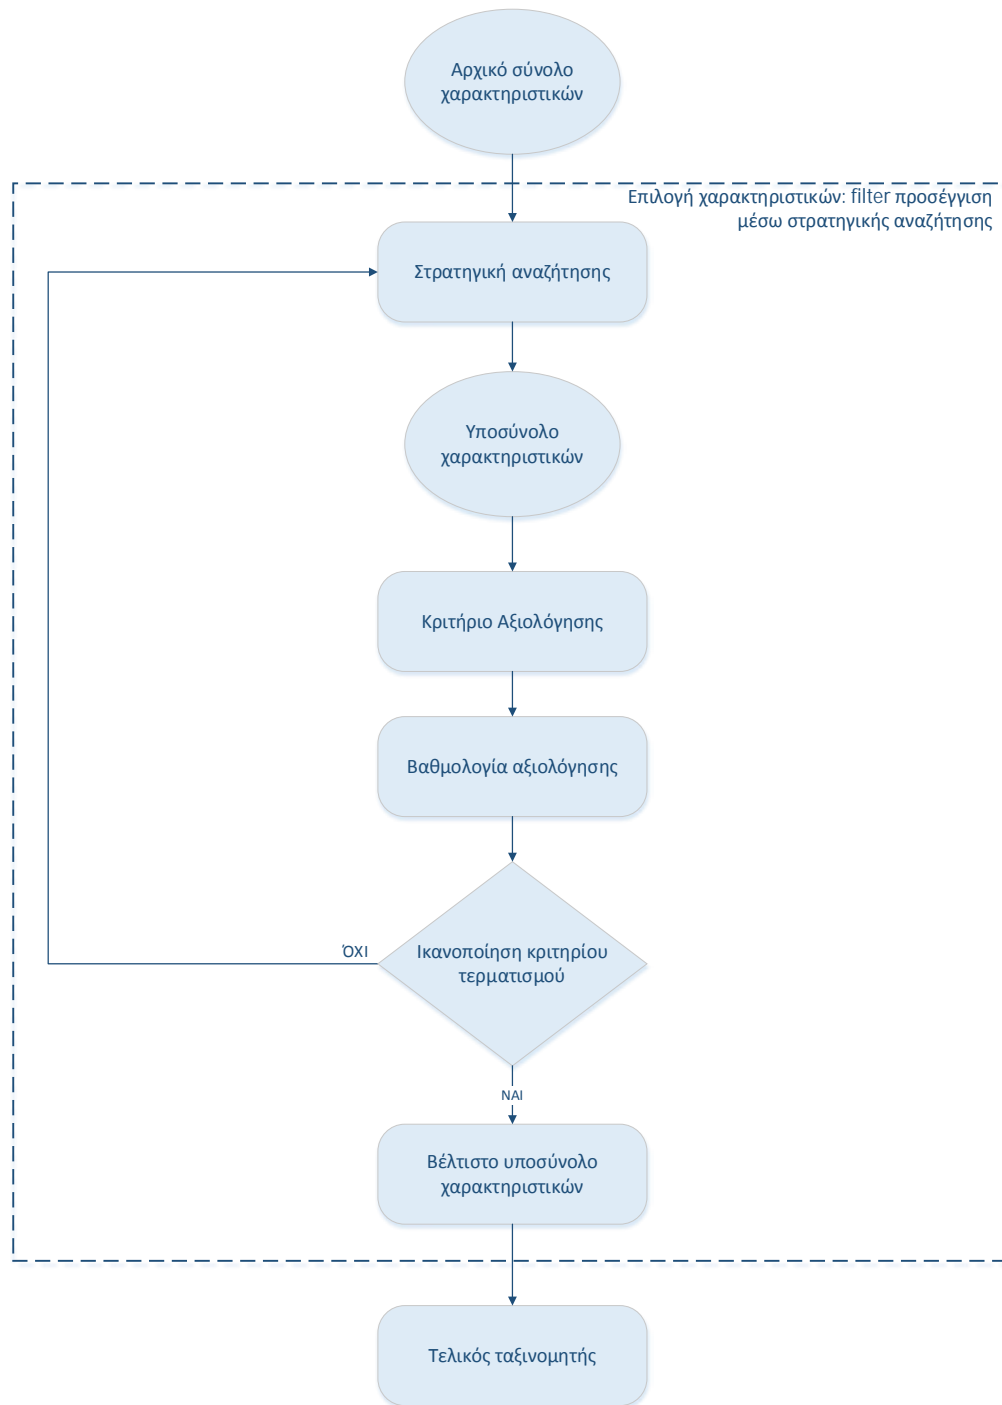 Αρχικό σύνολο
χαρακτηριστικών
Επιλογή χαρακτηριστικών: filter προσέγγιση
μέσω στρατηγικής αναζήτησης
Στρατηγική αναζήτησης
Υποσύνολο
χαρακτηριστικών
Κριτήριο Αξιολόγησης
Βαθμολογία αξιολόγησης
Ικανοποίηση κριτηρίου
τερματισμού
ΌΧΙ
ΝΑΙ
Βέλτιστο υποσύνολο
χαρακτηριστικών
Τελικός ταξινομητής